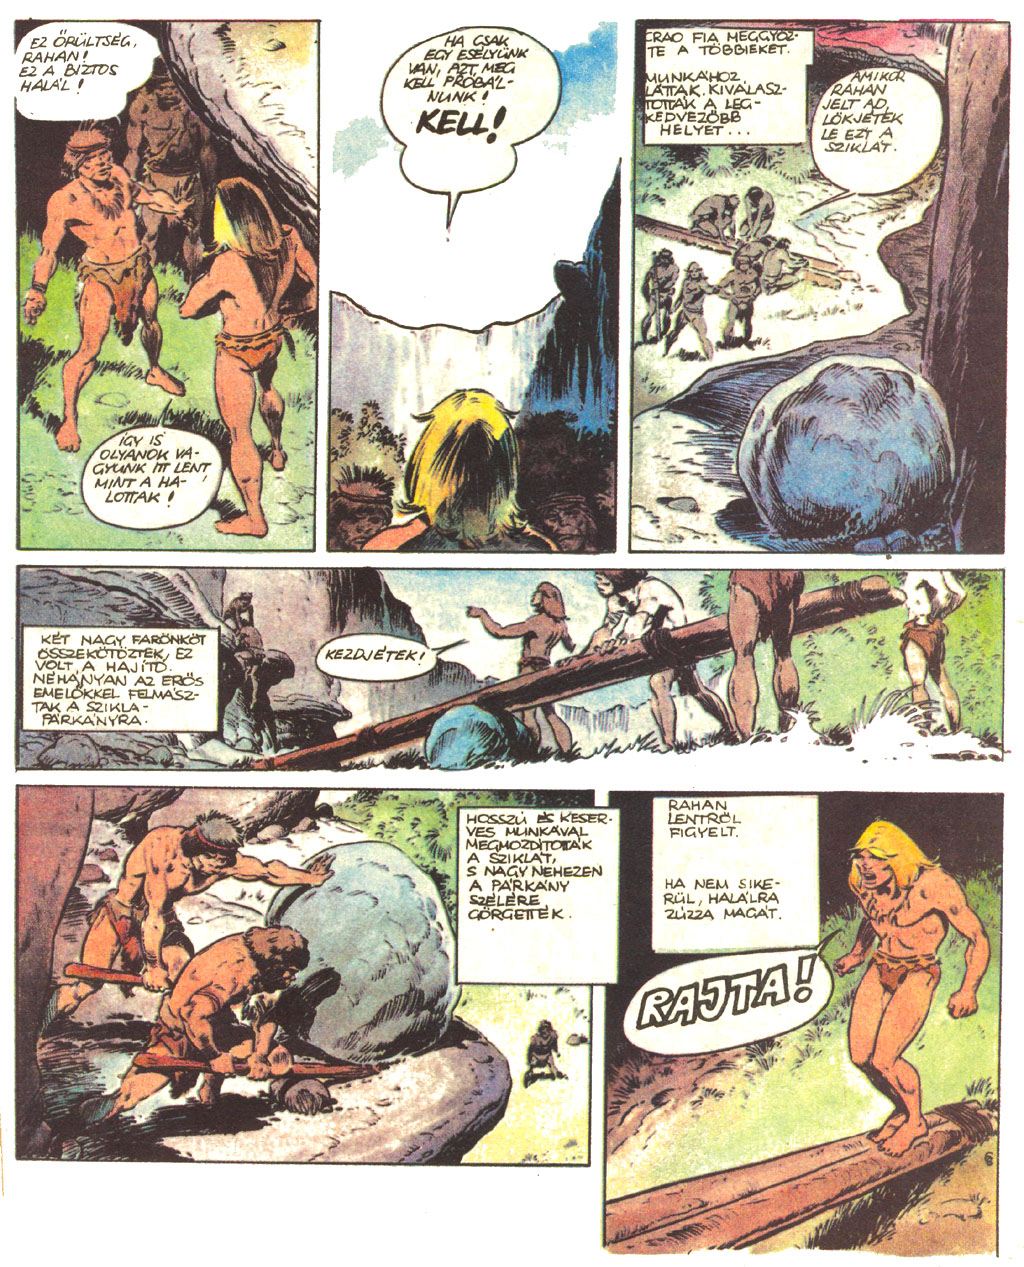 EZ ŐRÜLTSÉG,
RAHAN!
EZ A BIZTOS
HALÁL!
ÍGY IS
OLYANOK VA-
GYUNK ITT LENT
MINT A HA-
LOTTAK!
HA CSAK
EGY ESÉLYÜNK
VAN, AZT MEG
KELL PRÓBÁL-
NUNK!
KELL!
CRAO FIA MEGGYŐZ-
TE A TÖBBIEKET.
MUNKÁHOZ
LÁTTAK, KIVÁLASZ-
TOTTÁK A LEG-
KEDVEZŐBB
HELYET...
AMIKOR
RAHAN
JELT AD,
LÖKJÉTEK
LE EZT A
SZIKLÁT.
KÉT NAGY FARÖNKÖT
ÖSSZEKÖTÖZTEK, EZ
VOLT A HAJÍTÓ.
NÉHÁNYAN AZ ERŐS
EMELŐKKEL FELMÁSZ-
TAK A SZIKLA-
PÁRKÁNYRA.
KEZDJÉTEK!
HOSSZÚ ÉS KESER-
VES MUNKÁVAL
MEGMOZDÍTOTTÁK
A SZIKLÁT,
S NAGY NEHEZEN
A PÁRKÁNY
SZÉLÉRE
GÖRGETTÉK.
RAHAN
LENTRŐL
FIGYELT.
HA NEM SIKE-
RÜL, HALÁLRA
ZÚZZA MAGÁT.
RAJTA!